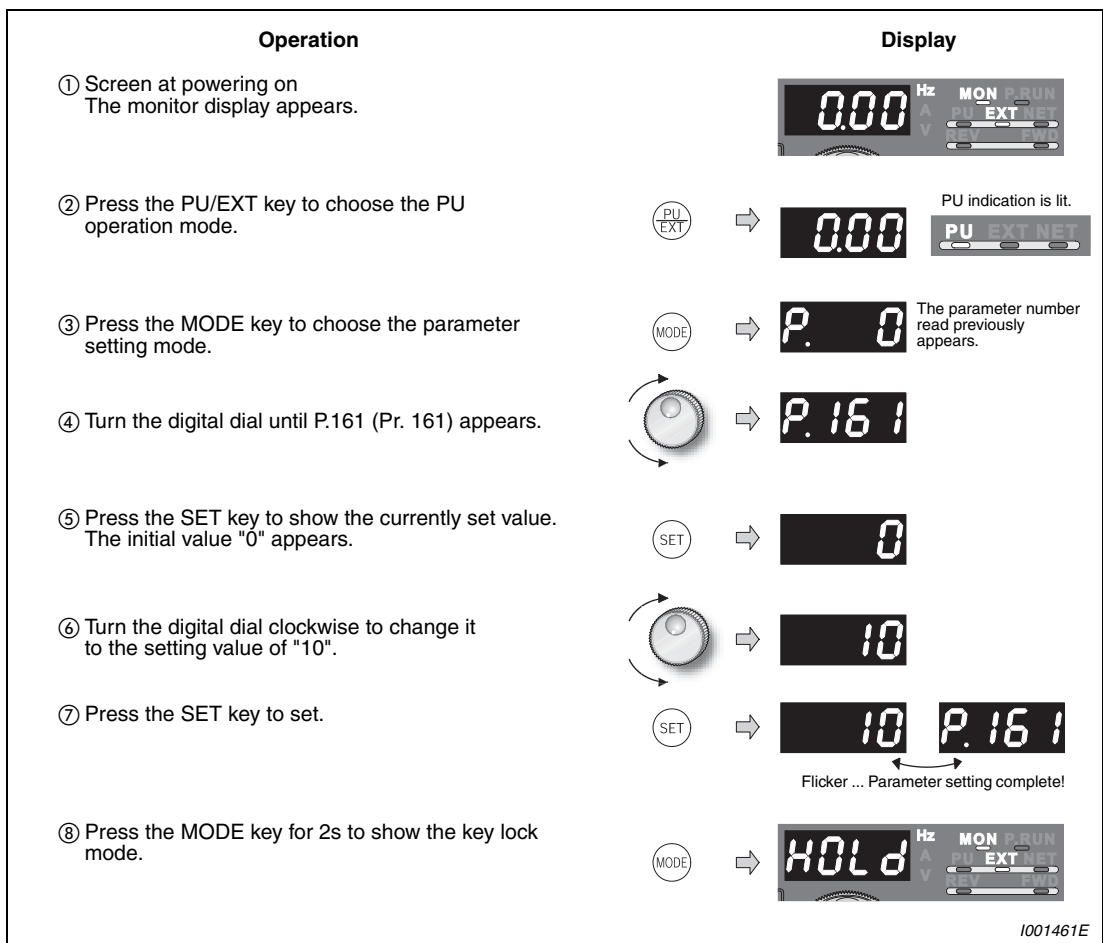 Operation
Display
① Screen at powering on
The monitor display appears.
0.00
Hz
A
V
MON P.RUN
PU EXT NET
REV FWD
② Press the PU/EXT key to choose the PU
operation mode.
PU
EXT
0.00
PU indication is lit.
PU EXT NET
③ Press the MODE key to choose the parameter
setting mode.
MODE
P. 0
The parameter number
read previously
appears.
④ Turn the digital dial until P.161 (Pr. 161) appears.
P.161
⑤ Press the SET key to show the currently set value.
The initial value "0" appears.
SET
0
⑥ Turn the digital dial clockwise to change it
to the setting value of "10".
10
⑦ Press the SET key to set.
SET
10
P.161
Flicker ... Parameter setting complete!
⑧ Press the MODE key for 2s to show the key lock
mode.
MODE
HOLd
Hz
A
V
MON P.RUN
PU EXT NET
REV FWD
I001461E